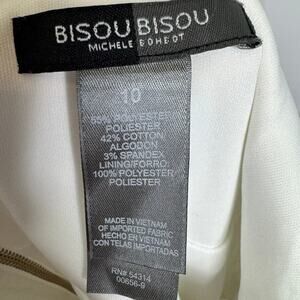 BISOU BISOU
MICHELE BOHBOT
10
55% POLYESTER
POLIESTER
42% COTTON
ALGODON
3% SPANDEX
LINING/FORRO:
100% POLYESTER
POLIESTER
MADE IN VIETNAM
OF IMPORTED FABRIC
HECHO EN VIETNAM
CON TELAS IMPORTADAS
RN# 54314
00656-9